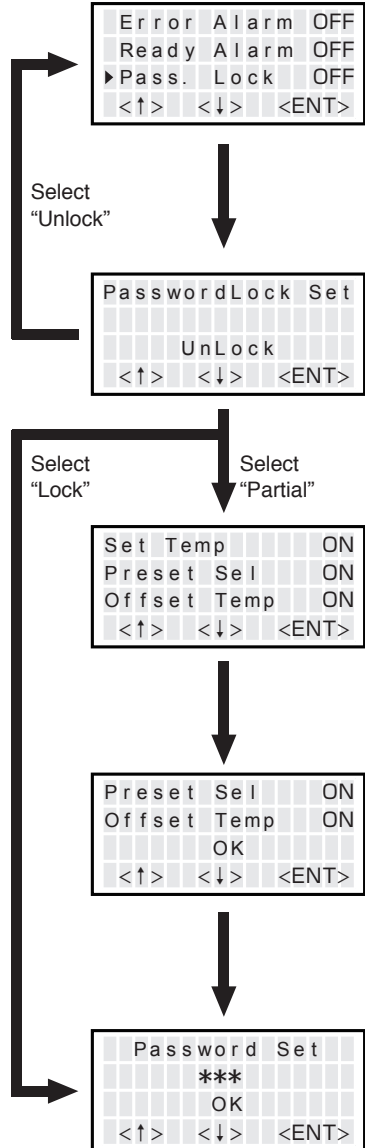 Error Alarm OFF
Ready Alarm OFF
▶Pass. Lock OFF
<↑> <↓> <ENT>
Select
“Unlock”
PasswordLock Set
UnLock
<↑> <↓> <ENT>
Select
“Lock”
Select
“Partial”
Set Temp ON
Preset Sel ON
Offset Temp ON
<↑> <↓> <ENT>
Preset Sel ON
Offset Temp ON
OK
<↑> <↓> <ENT>
Password Set
***
OK
<↑> <↓> <ENT>